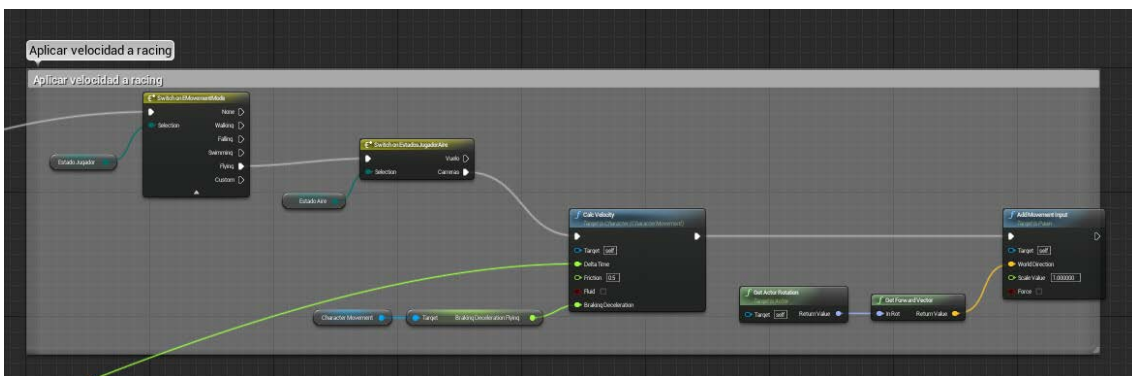 Aplicar velocidad a racing
Aplicar velocidad a racing
Switch on EMovementMode
None
Selection
Walking
Falling
Swimming
Flying
Custom
Estado Jugador
Switch on EstadosJugadorAire
Vuelo
Selection
Carreras
Estado Aire
Calc Velocity
Target is Character (CharacterMovement)
Target self
Delta Time
Friction 0.5
Fluid
Braking Deceleration
Character Movement
Target Braking Deceleration Flying
Get Actor Rotation
Target is Actor
Target self Return Value
Get Forward Vector
In Rot Return Value
Add Movement Input
Target is Pawn
Target self
World Direction
Scale Value 1.000000
Force